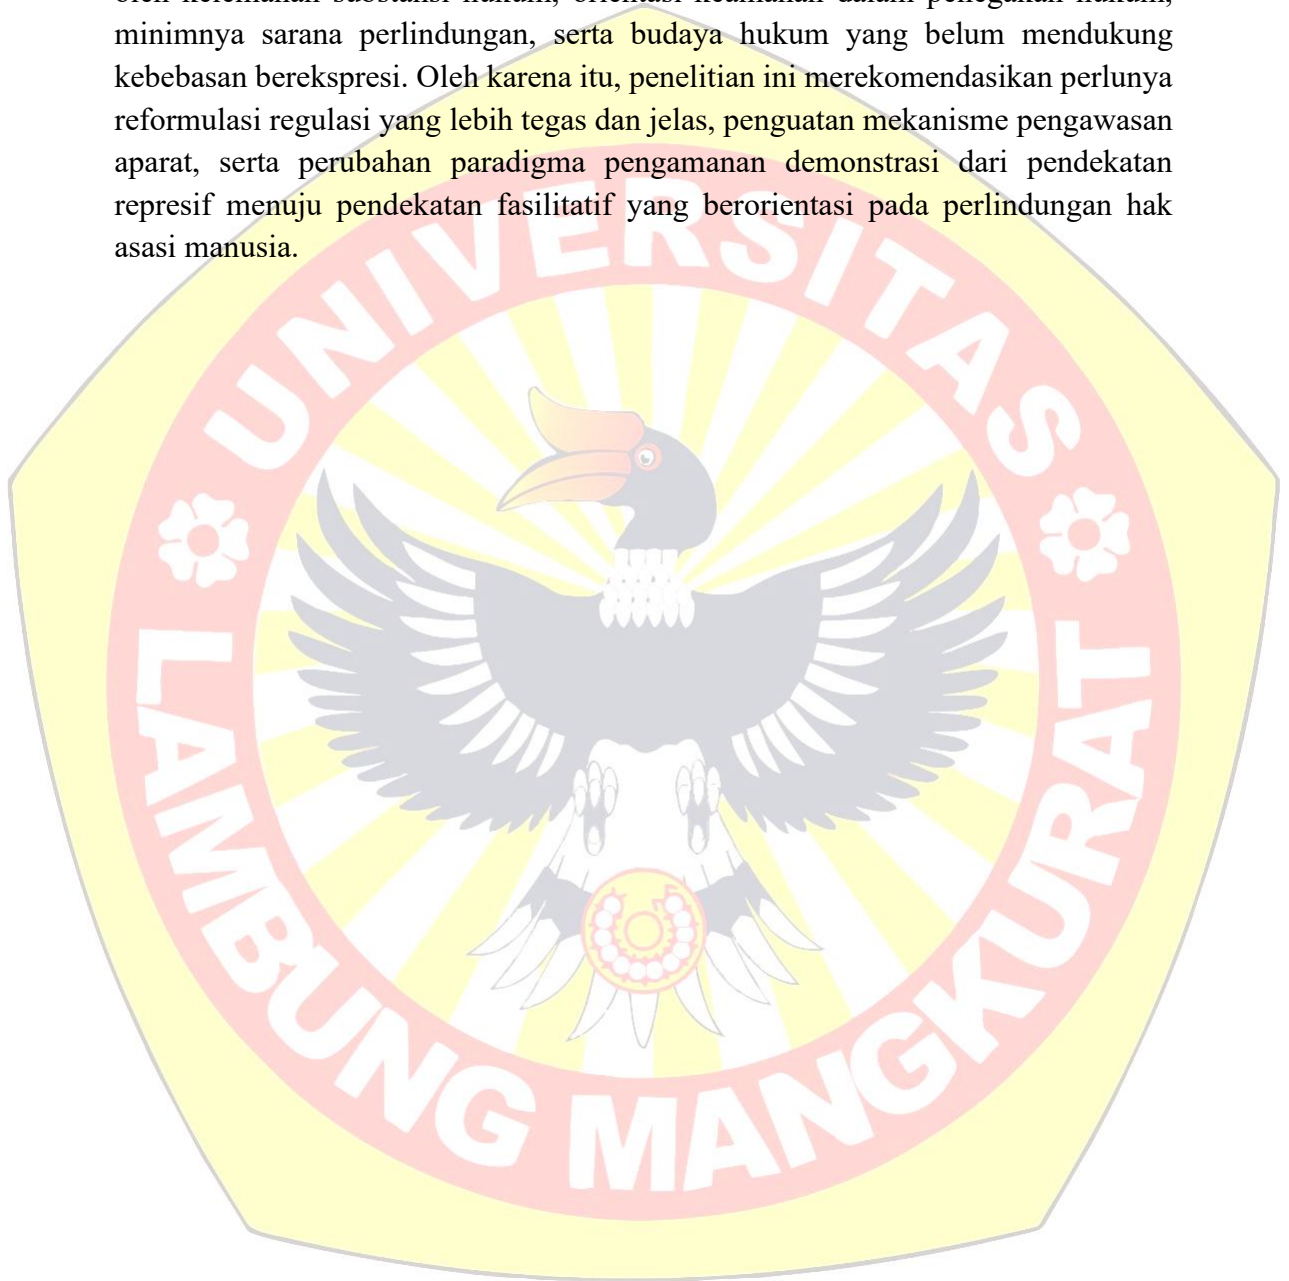 oleh kelemahan substansi hukum, orientasi keamanan dalam penegakan hukum,
minimnya sarana perlindungan, serta budaya hukum yang belum mendukung
kebebasan berekspresi. Oleh karena itu, penelitian ini merekomendasikan perlunya
reformulasi regulasi yang lebih tegas dan jelas, penguatan mekanisme pengawasan
aparat, serta perubahan paradigma pengamanan demonstrasi dari pendekatan
represif menuju pendekatan fasilitatif yang berorientasi pada perlindungan hak
asasi manusia.
UNIVERSITAS
LAMBUNG MANGKURAT